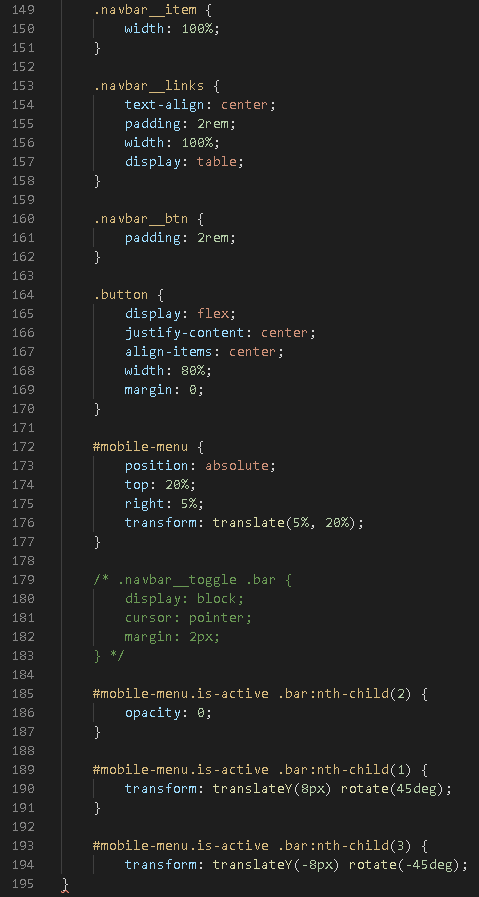 149 .navbar__item {
150 width: 100%;
151 }
152
153 .navbar__links {
154 text-align: center;
155 padding: 2rem;
156 width: 100%;
157 display: table;
158 }
159
160 .navbar__btn {
161 padding: 2rem;
162 }
163
164 .button {
165 display: flex;
166 justify-content: center;
167 align-items: center;
168 width: 80%;
169 margin: 0;
170 }
171
172 #mobile-menu {
173 position: absolute;
174 top: 20%;
175 right: 5%;
176 transform: translate(5%, 20%);
177 }
178
179 /* .navbar__toggle .bar {
180 display: block;
181 cursor: pointer;
182 margin: 2px;
183 } */
184
185 #mobile-menu.is-active .bar:nth-child(2) {
186 opacity: 0;
187 }
188
189 #mobile-menu.is-active .bar:nth-child(1) {
190 transform: translateY(8px) rotate(45deg);
191 }
192
193 #mobile-menu.is-active .bar:nth-child(3) {
194 transform: translateY(-8px) rotate(-45deg);
195 }